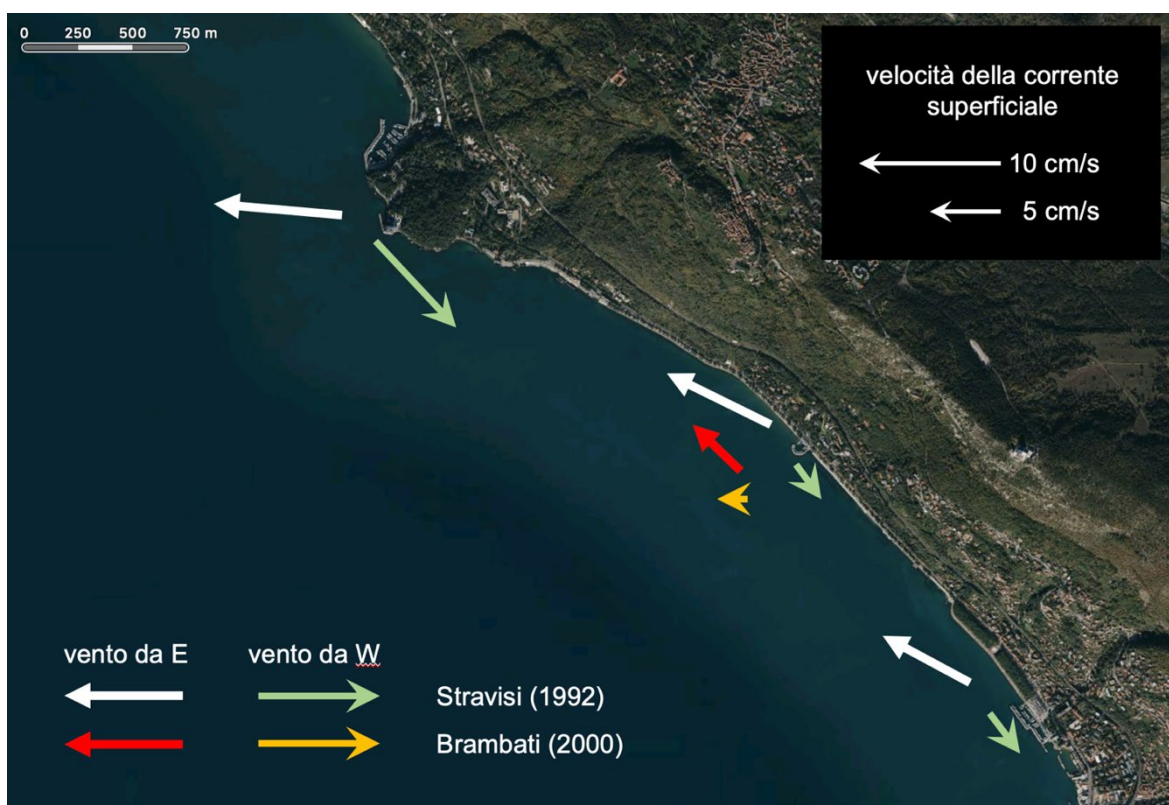 0 250 500 750 m
velocità della corrente
superficiale
10 cm/s
5 cm/s
vento da E vento da W
Stravisi (1992)
Brambati (2000)